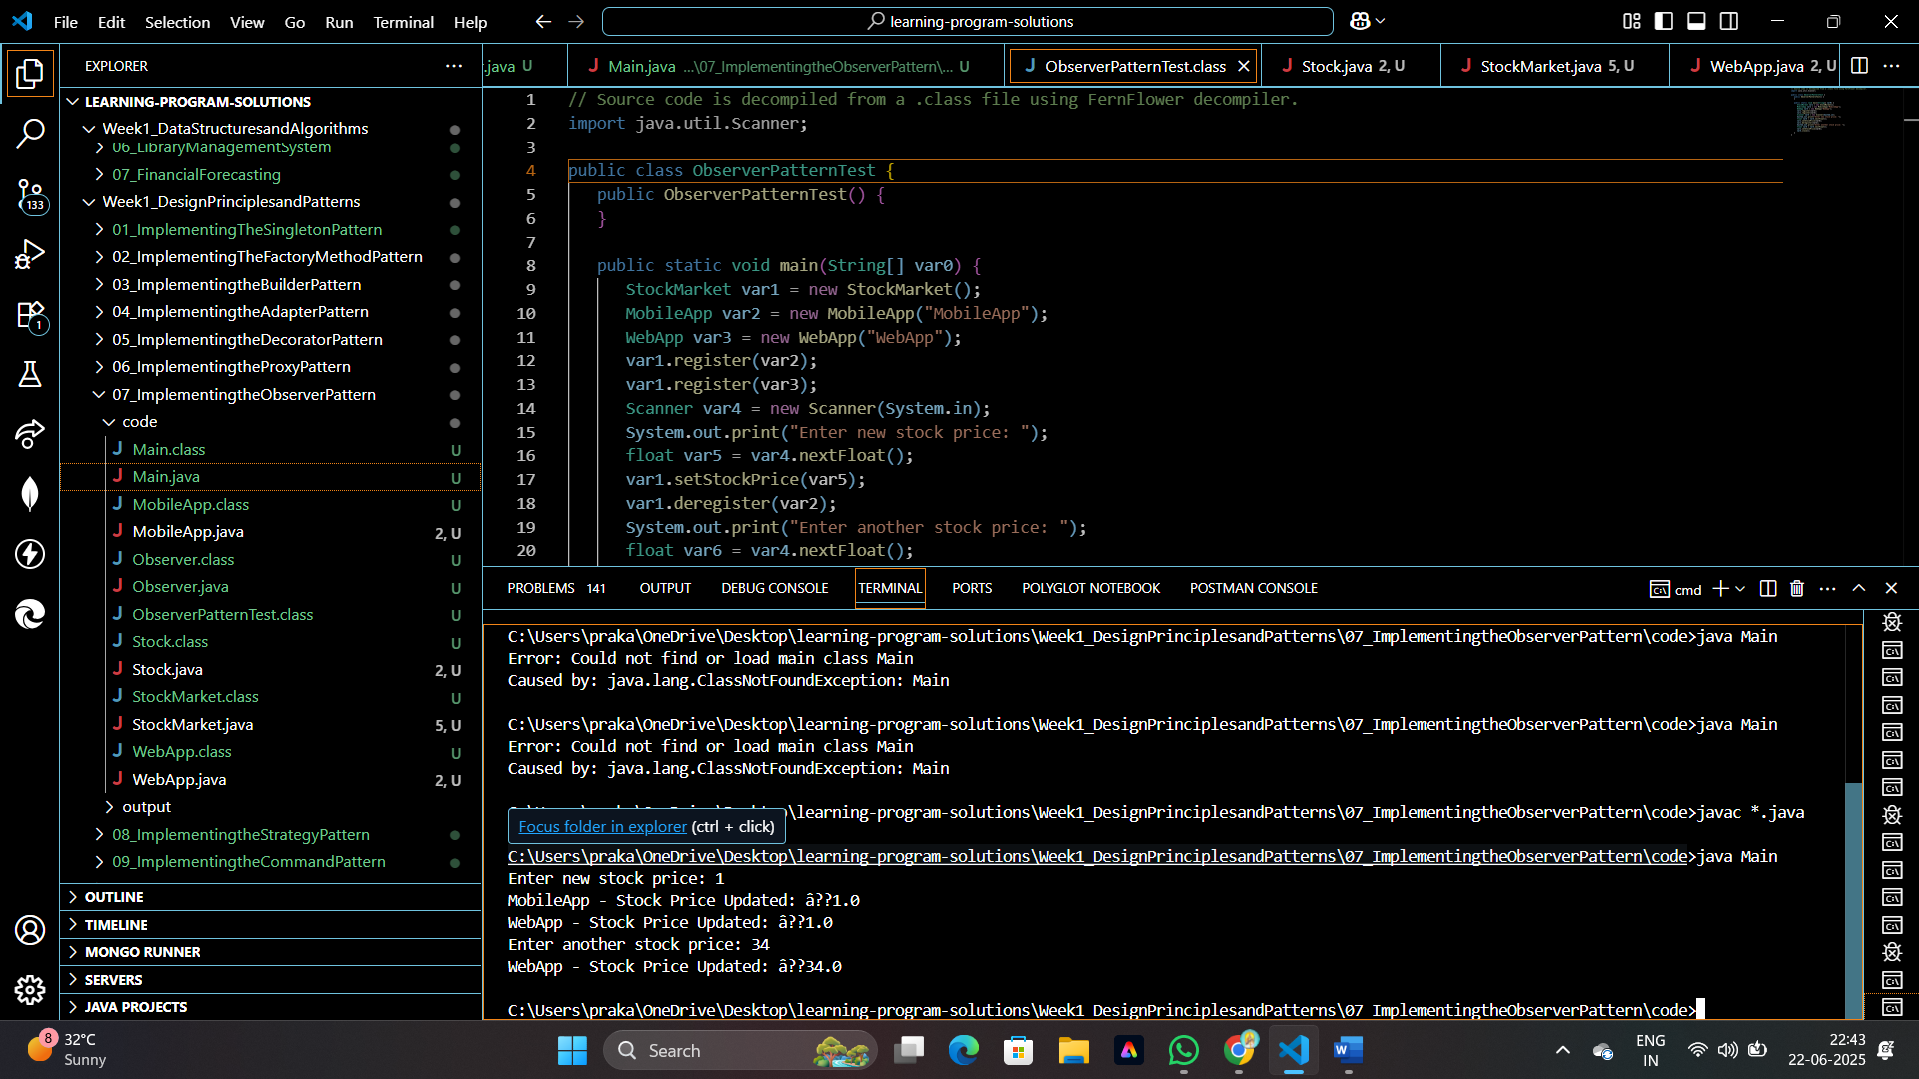 File Edit Selection View Go Run Terminal Help
learning-program-solutions
EXPLORER
LEARNING-PROGRAM-SOLUTIONS
Week1_DataStructuresandAlgorithms
06_LibraryManagementSystem
07_FinancialForecasting
Week1_DesignPrinciplesandPatterns
01_ImplementingTheSingletonPattern
02_ImplementingTheFactoryMethodPattern
03_ImplementingtheBuilderPattern
04_ImplementingtheAdapterPattern
05_ImplementingtheDecoratorPattern
06_ImplementingtheProxyPattern
07_ImplementingtheObserverPattern
code
Main.class U
Main.java U
MobileApp.class U
MobileApp.java 2, U
Observer.class U
Observer.java U
ObserverPatternTest.class U
Stock.class U
Stock.java 2, U
StockMarket.class U
StockMarket.java 5, U
WebApp.class U
WebApp.java 2, U
output
08_ImplementingtheStrategyPattern
09_ImplementingtheCommandPattern
OUTLINE
TIMELINE
MONGO RUNNER
SERVERS
JAVA PROJECTS
133
1
.java U
Main.java ...\07_ImplementingtheObserverPattern\... U
ObserverPatternTest.class
Stock.java 2, U
StockMarket.java 5, U
WebApp.java 2, U
1 // Source code is decompiled from a .class file using FernFlower decompiler.
2 import java.util.Scanner;
3
4 public class ObserverPatternTest {
5 public ObserverPatternTest() {
6 }
7
8 public static void main(String[] var0) {
9 StockMarket var1 = new StockMarket();
10 MobileApp var2 = new MobileApp("MobileApp");
11 WebApp var3 = new WebApp("WebApp");
12 var1.register(var2);
13 var1.register(var3);
14 Scanner var4 = new Scanner(System.in);
15 System.out.print("Enter new stock price: ");
16 float var5 = var4.nextFloat();
17 var1.setStockPrice(var5);
18 var1.deregister(var2);
19 System.out.print("Enter another stock price: ");
20 float var6 = var4.nextFloat();
PROBLEMS 141 OUTPUT DEBUG CONSOLE TERMINAL PORTS POLYGLOT NOTEBOOK POSTMAN CONSOLE
cmd
C:\Users\praka\OneDrive\Desktop\learning-program-solutions\Week1_DesignPrinciplesandPatterns\07_ImplementingtheObserverPattern\code>java Main
Error: Could not find or load main class Main
Caused by: java.lang.ClassNotFoundException: Main
C:\Users\praka\OneDrive\Desktop\learning-program-solutions\Week1_DesignPrinciplesandPatterns\07_ImplementingtheObserverPattern\code>java Main
Error: Could not find or load main class Main
Caused by: java.lang.ClassNotFoundException: Main
\learning-program-solutions\Week1_DesignPrinciplesandPatterns\07_ImplementingtheObserverPattern\code>javac *.java
Focus folder in explorer (ctrl + click)
C:\Users\praka\OneDrive\Desktop\learning-program-solutions\Week1_DesignPrinciplesandPatterns\07_ImplementingtheObserverPattern\code>java Main
Enter new stock price: 1
MobileApp - Stock Price Updated: â??1.0
WebApp - Stock Price Updated: â??1.0
Enter another stock price: 34
WebApp - Stock Price Updated: â??34.0
C:\Users\praka\OneDrive\Desktop\learning-program-solutions\Week1_DesignPrinciplesandPatterns\07_ImplementingtheObserverPattern\code>
8
32°C
Sunny
Search
ENG
IN
22:43
22-06-2025